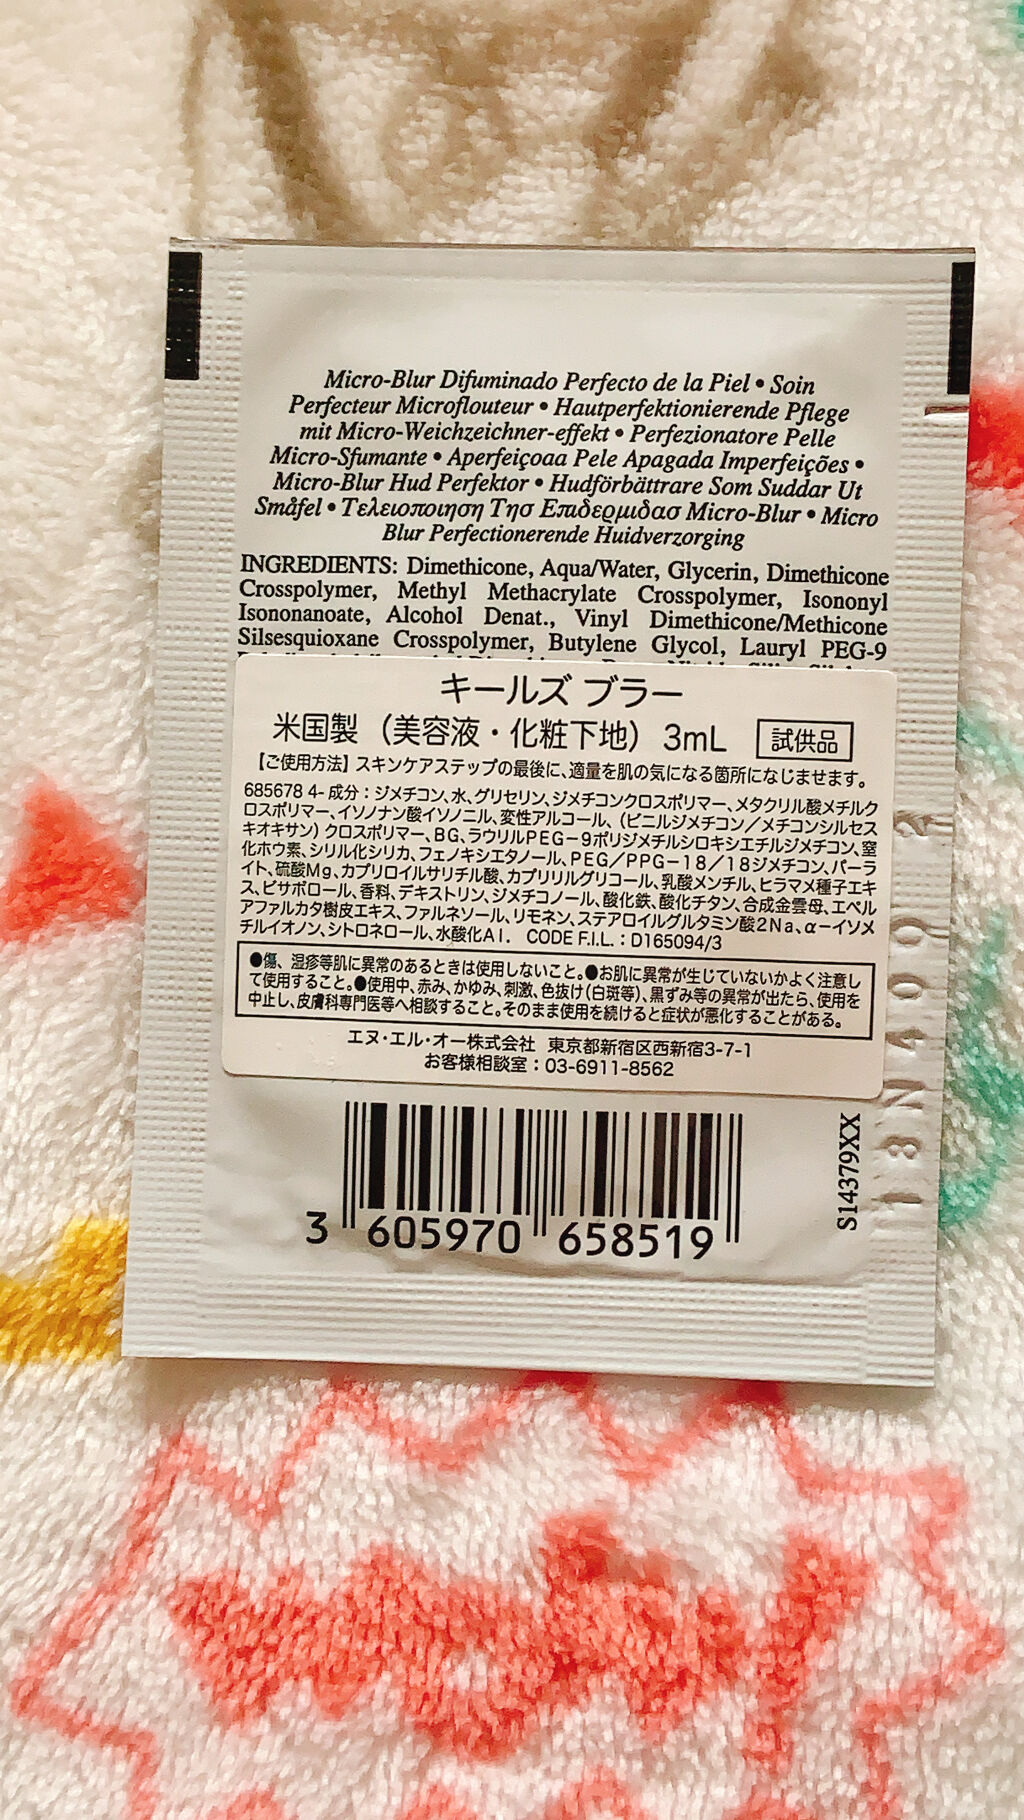 Micro-Blur Difuminado Perfecto de la Piel • Soin
Perfecteur Microflouteur • Hautperfektionierende Pflege
mit Micro-Weichzeichner-effekt • Perfezionatore Pelle
Micro-Sfumante • Aperfeiçoaa Pele Apagada Imperfeições •
Micro-Blur Hud Perfektor • Hudförbättrare Som Suddar Ut
Småfel • Τελειοποιηση Τησ Επιδερμιδασ Micro-Blur • Micro
Blur Perfectionerende Huidverzorging
INGREDIENTS: Dimethicone, Aqua/Water, Glycerin, Dimethicone
Crosspolymer, Methyl Methacrylate Crosspolymer, Isononyl
Isononanoate, Alcohol Denat., Vinyl Dimethicone/Methicone
Silsesquioxane Crosspolymer, Butylene Glycol, Lauryl PEG-9
キールズ ブラー
米国製（美容液・化粧下地） 3mL 試供品
【ご使用方法】スキンケアステップの最後に、適量を肌の気になる箇所になじませます。
685678 4- 成分：ジメチコン、水、グリセリン、ジメチコンクロスポリマー、メタクリル酸メチルク
ロスポリマー、イソノナン酸イソノニル、変性アルコール、（ビニルジメチコン／メチコンシルセス
キオキサン）クロスポリマー、BG、ラウリルPEG－9ポリジメチルシロキシエチルジメチコン、窒
化ホウ素、シリル化シリカ、フェノキシエタノール、PEG／PPG－18／18ジメチコン、パーラ
イト、硫酸Mg、カプリロイルサリチル酸、カプリリルグリコール、乳酸メンチル、ヒラマメ種子エキ
ス、ビサボロール、香料、デキストリン、ジメチコノール、酸化鉄、酸化チタン、合成金雲母、エペル
アファルカタ樹皮エキス、ファルネソール、リモネン、ステアロイルグルタミン酸2Na、α－イソメ
チルイオノン、シトロネロール、水酸化Al． CODE F.I.L.：D165094/3
●傷、湿疹等肌に異常のあるときは使用しないこと。●お肌に異常が生じていないかよく注意し
て使用すること。●使用中、赤み、かゆみ、刺激、色抜け(白斑等)、黒ずみ等の異常が出たら、使用を
中止し、皮膚科専門医等へ相談すること。そのまま使用を続けると症状が悪化することがある。
エヌ・エル・オー株式会社 東京都新宿区西新宿3-7-1
お客様相談室：03-6911-8562
3 605970 658519
S14379XX